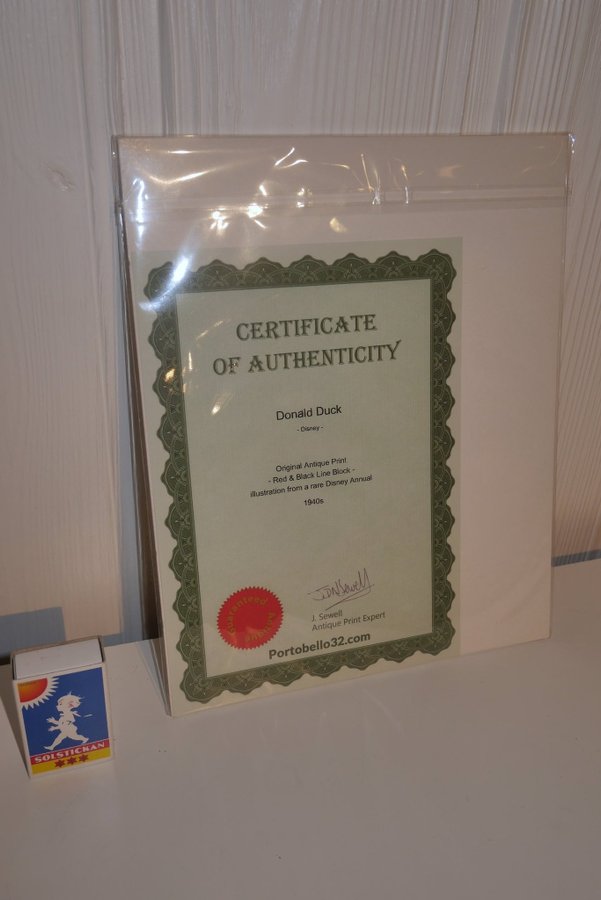 CERTIFICATE
OF AUTHENTICITY
Donald Duck
- Disney -
Original Antique Print
- Red & Black Line Block -
illustration from a rare Disney Annual
1940s
Guaranteed
J. Sewell
Antique Print Expert
Portobello32.com
SOLSTICKAN